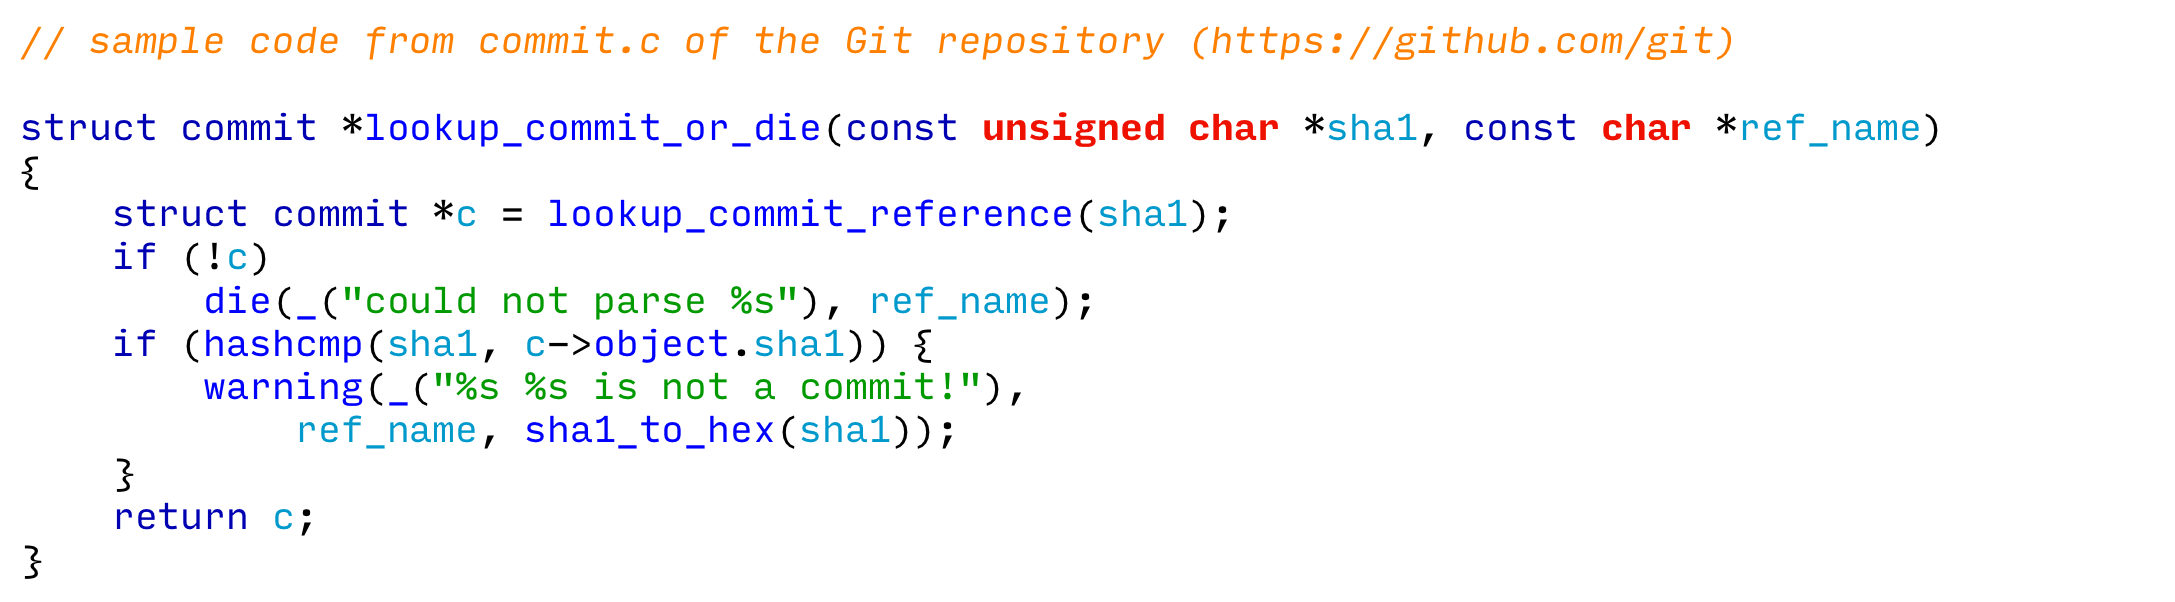 // sample code from commit.c of the Git repository (https://github.com/git)

struct commit *lookup_commit_or_die(const unsigned char *sha1, const char *ref_name)
{
    struct commit *c = lookup_commit_reference(sha1);
    if (!c)
        die(_("could not parse %s"), ref_name);
    if (hashcmp(sha1, c->object.sha1)) {
        warning(_("%s %s is not a commit!"),
            ref_name, sha1_to_hex(sha1));
    }
    return c;
}